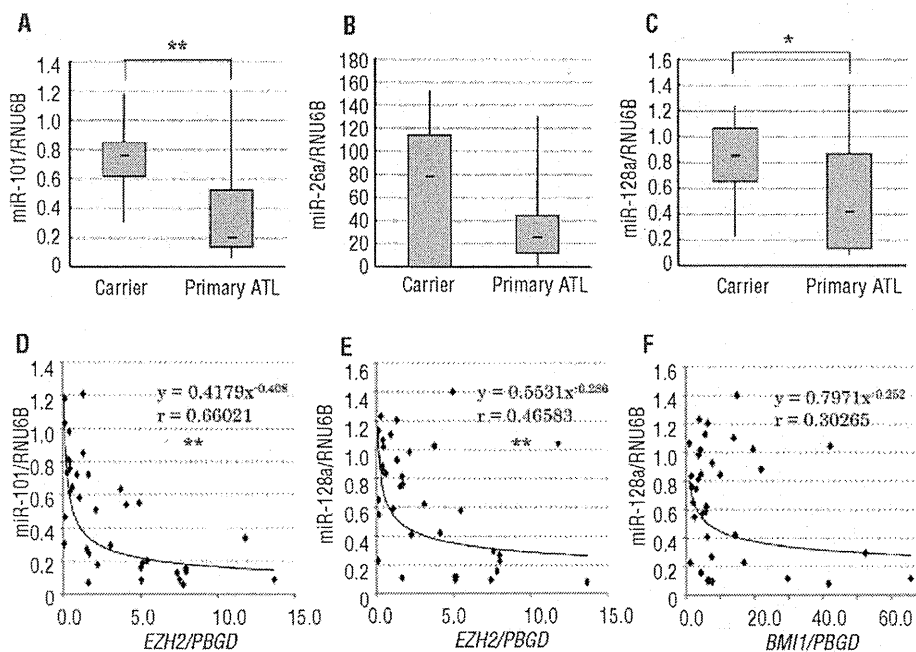 A
B
C
**
*
miR-101/RNU6B
1.4
1.2
1.0
0.8
0.6
0.4
0.2
0
Carrier Primary ATL
miR-26a/RNU6B
180
160
140
120
100
80
60
40
20
0
Carrier Primary ATL
miR-128a/RNU6B
1.6
1.4
1.2
1.0
0.8
0.6
0.4
0.2
0
Carrier Primary ATL
D
E
F
miR-101/RNU6B
1.4
1.2
1.0
0.8
0.6
0.4
0.2
0
y = 0.4179x^-0.408
r = 0.66021
**
0.0 5.0 10.0 15.0
EZH2/PBGD
miR-128a/RNU6B
1.6
1.4
1.2
1.0
0.8
0.6
0.4
0.2
0
y = 0.5531x^-0.286
r = 0.46583
**
0.0 5.0 10.0 15.0
EZH2/PBGD
miR-128a/RNU6B
1.6
1.4
1.2
1.0
0.8
0.6
0.4
0.2
0
y = 0.7971x^-0.252
r = 0.30265
0.0 20.0 40.0 60.0
BMI1/PBGD